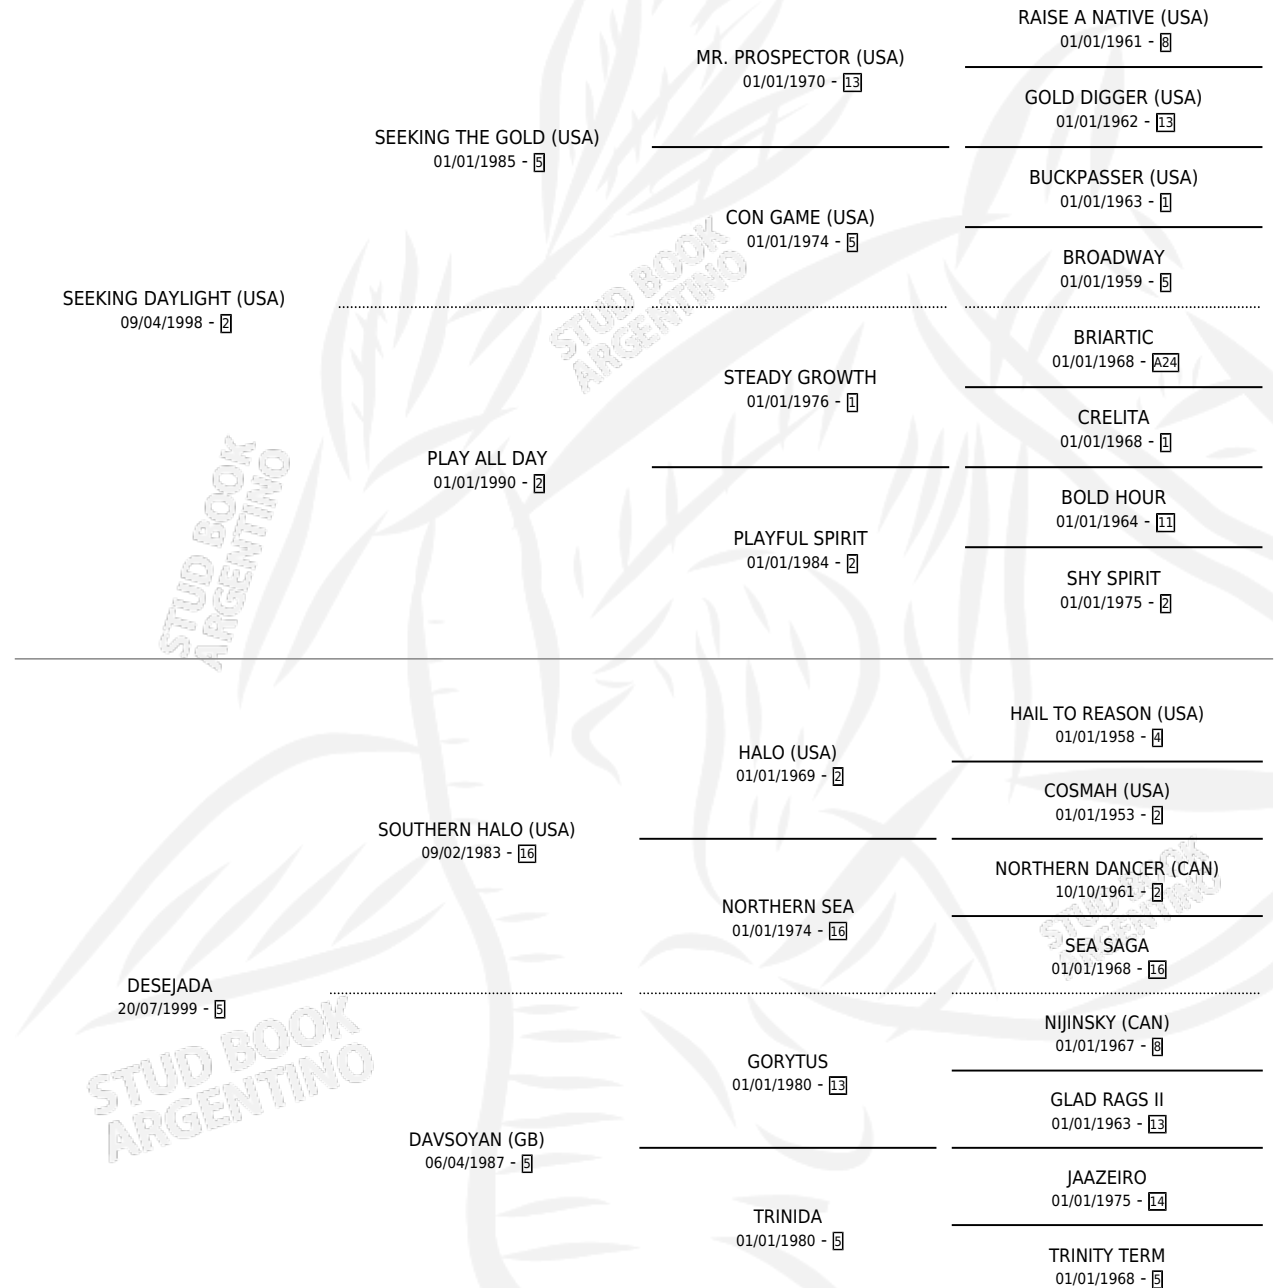 RAISE A NATIVE (USA)
01/01/1961 - 8
MR. PROSPECTOR (USA)
01/01/1970 - 13
GOLD DIGGER (USA)
01/01/1962 - 13
SEEKING THE GOLD (USA)
01/01/1985 - 5
BUCKPASSER (USA)
01/01/1963 - 1
CON GAME (USA)
01/01/1974 - 5
BROADWAY
01/01/1959 - 5
SEEKING DAYLIGHT (USA)
09/04/1998 - 2
STUD BOOK
ARGENTINO
BRIARTIC
01/01/1968 - A24
STEADY GROWTH
01/01/1976 - 1
CRELITA
01/01/1968 - 1
PLAY ALL DAY
01/01/1990 - 2
BOLD HOUR
01/01/1964 - 11
PLAYFUL SPIRIT
01/01/1984 - 2
SHY SPIRIT
01/01/1975 - 2
STUD BOOK
ARGENTINO
HAIL TO REASON (USA)
01/01/1958 - 4
HALO (USA)
01/01/1969 - 2
COSMAH (USA)
01/01/1953 - 2
SOUTHERN HALO (USA)
09/02/1983 - 16
NORTHERN DANCER (CAN)
10/10/1961 - 2
STUD BOOK
ARGENTINO
NORTHERN SEA
01/01/1974 - 16
SEA SAGA
01/01/1968 - 16
DESEJADA
20/07/1999 - 5
STUD BOOK
ARGENTINO
NIJINSKY (CAN)
01/01/1967 - 8
GORYTUS
01/01/1980 - 13
GLAD RAGS II
01/01/1963 - 13
DAVSOYAN (GB)
06/04/1987 - 5
JAAZEIRO
01/01/1975 - 14
TRINIDA
01/01/1980 - 5
TRINITY TERM
01/01/1968 - 5